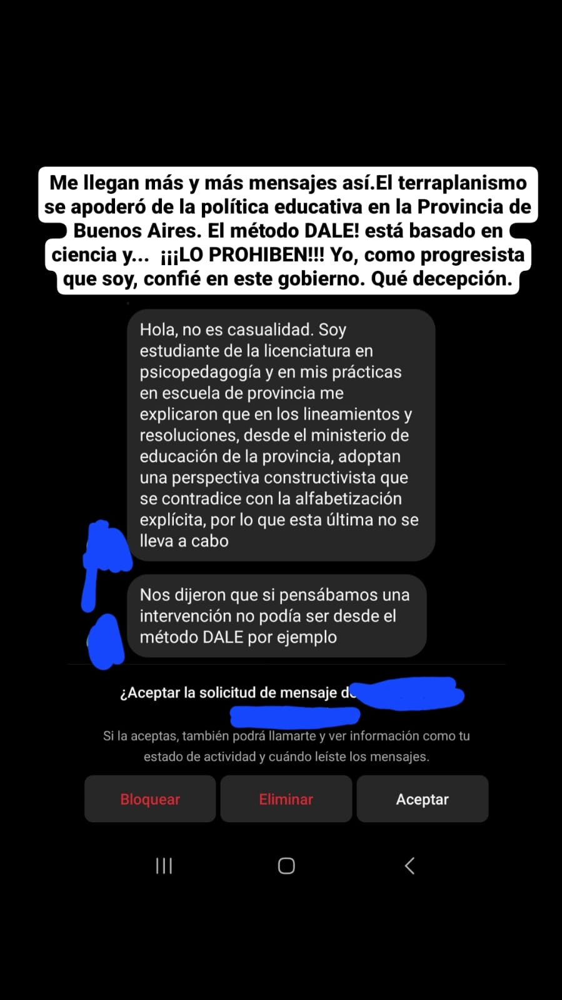 Me llegan más y más mensajes así.El terraplanismo
se apoderó de la política educativa en la Provincia de
Buenos Aires. El método DALE! está basado en
ciencia y... ¡¡¡LO PROHIBEN!!! Yo, como progresista
que soy, confié en este gobierno. Qué decepción.
Hola, no es casualidad. Soy
estudiante de la licenciatura en
psicopedagogía y en mis prácticas
en escuela de provincia me
explicaron que en los lineamientos y
resoluciones, desde el ministerio de
educación de la provincia, adoptan
una perspectiva constructivista que
se contradice con la alfabetización
explícita, por lo que esta última no se
lleva a cabo
Nos dijeron que si pensábamos una
intervención no podía ser desde el
método DALE por ejemplo
¿Aceptar la solicitud de mensaje de
Si la aceptas, también podrá llamarte y ver información como tu
estado de actividad y cuándo leíste los mensajes.
Bloquear
Eliminar
Aceptar